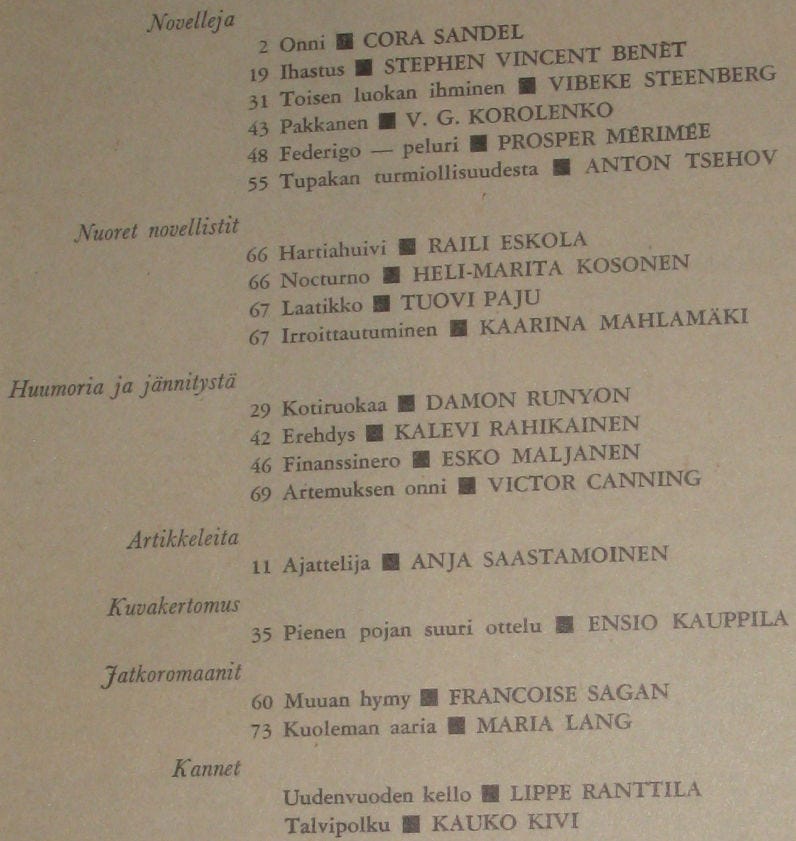 Novelleja
2 Onni ■ CORA SANDEL
19 Ihastus ■ STEPHEN VINCENT BENÉT
31 Toisen luokan ihminen ■ VIBEKE STEENBERG
43 Pakkanen ■ V. G. KOROLENKO
48 Federigo — peluri ■ PROSPER MÉRIMÉE
55 Tupakan turmiollisuudesta ■ ANTON TSEHOV
Nuoret novellistit
66 Hartiahuivi ■ RAILI ESKOLA
66 Nocturno ■ HELI-MARITA KOSONEN
67 Laatikko ■ TUOVI PAJU
67 Irroittautuminen ■ KAARINA MAHLAMÄKI
Huumoria ja jännitystä
29 Kotiruokaa ■ DAMON RUNYON
42 Erehdys ■ KALEVI RAHIKAINEN
46 Finanssinero ■ ESKO MALJANEN
69 Artemuksen onni ■ VICTOR CANNING
Artikkeleita
11 Ajattelija ■ ANJA SAASTAMOINEN
Kuvakertomus
35 Pienen pojan suuri ottelu ■ ENSIO KAUPPILA
Jatkoromaanit
60 Muuan hymy ■ FRANCOISE SAGAN
73 Kuoleman aaria ■ MARIA LANG
Kannet
Uudenvuoden kello ■ LIPPE RANTTILA
Talvipolku ■ KAUKO KIVI